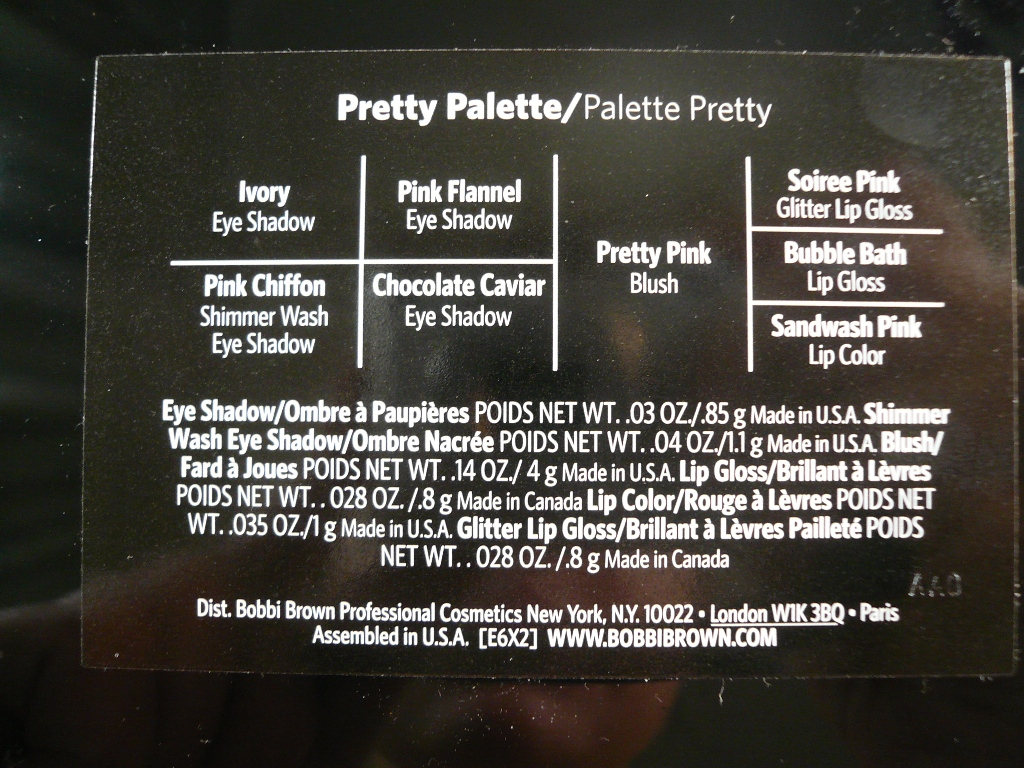 Pretty Palette/Palette Pretty
Ivory
Eye Shadow
Pink Flannel
Eye Shadow
Pink Chiffon
Shimmer Wash
Eye Shadow
Chocolate Caviar
Eye Shadow
Pretty Pink
Blush
Soiree Pink
Glitter Lip Gloss
Bubble Bath
Lip Gloss
Sandwash Pink
Lip Color
Eye Shadow/Ombre à Paupières POIDS NET WT. .03 OZ./.85 g Made in U.S.A. Shimmer
Wash Eye Shadow/Ombre Nacrée POIDS NET WT. .04 OZ./1.1 g Made in U.S.A. Blush/
Fard à Joues POIDS NET WT. .14 OZ./ 4 g Made in U.S.A. Lip Gloss/Brillant à Lèvres
POIDS NET WT. . 028 OZ. /.8 g Made in Canada Lip Color/Rouge à Lèvres POIDS NET
WT. .035 OZ./1 g Made in U.S.A. Glitter Lip Gloss/Brillant à Lèvres Pailleté POIDS
NET WT. . 028 OZ. /.8 g Made in Canada
AA0
Dist. Bobbi Brown Professional Cosmetics New York, N.Y. 10022 • London W1K 3BQ • Paris
Assembled in U.S.A. [E6X2] WWW.BOBBIBROWN.COM